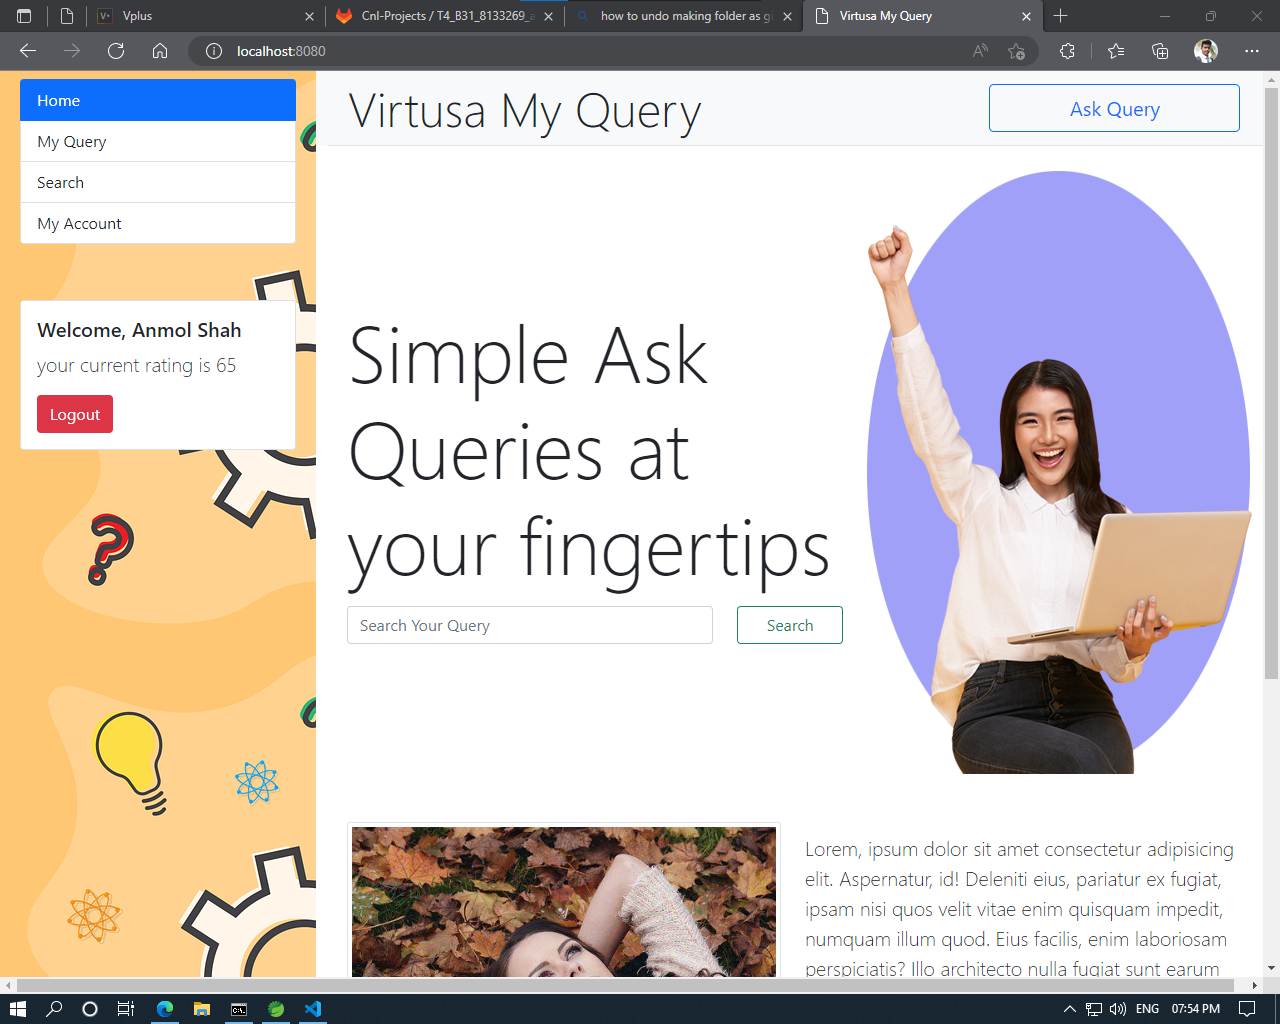 Vplus
Cnl-Projects / T4_B31_8133269_a
how to undo making folder as gi
Virtusa My Query
localhost:8080
Home
My Query
Search
My Account
Welcome, Anmol Shah
your current rating is 65
Logout
Virtusa My Query
Ask Query
Simple Ask
Queries at
your fingertips
Search Your Query
Search
Lorem, ipsum dolor sit amet consectetur adipisicing
elit. Aspernatur, id! Deleniti eius, pariatur ex fugiat,
ipsam nisi quos velit vitae enim quisquam impedit,
numquam illum quod. Eius facilis, enim laboriosam
perspiciatis? Illo architecto nulla fugiat sunt earum
ENG
07:54 PM